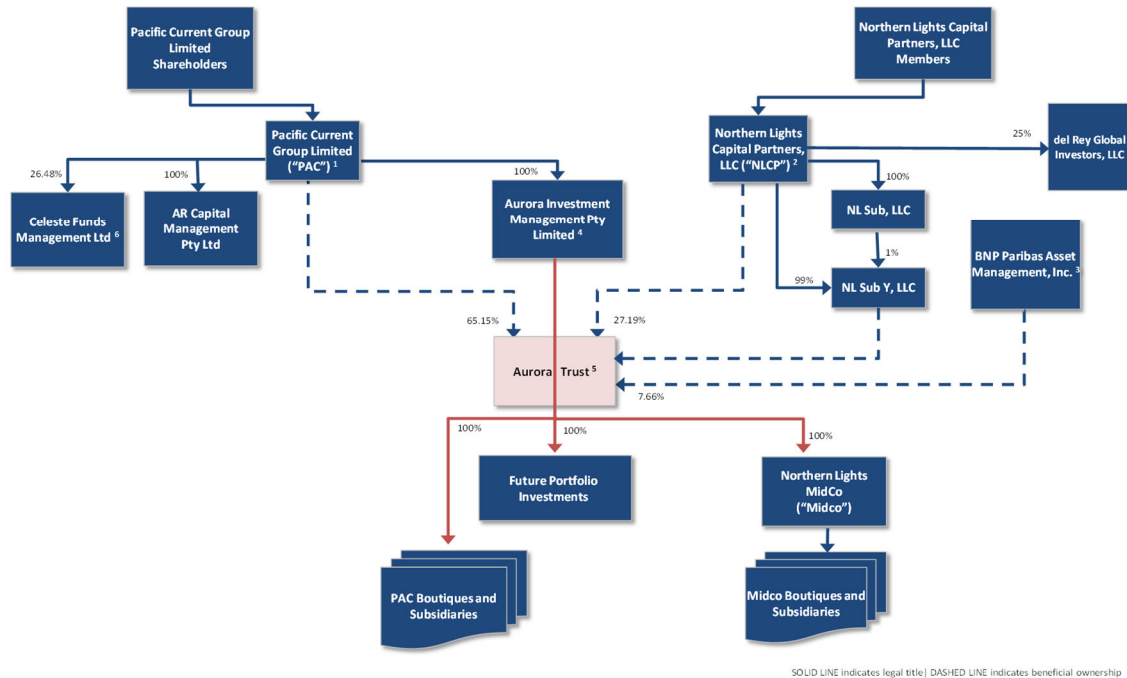 Pacific Current Group
Limited
Shareholders
Northern Lights Capital
Partners, LLC
Members
Pacific Current
Group Limited
("PAC") 1
Northern Lights
Capital Partners,
LLC ("NLCP") 2
25%
del Rey Global
Investors, LLC
26.48%
100%
100%
100%
Celeste Funds
Management Ltd 6
AR Capital
Management
Pty Ltd
Aurora Investment
Management Pty
Limited 4
NL Sub, LLC
1%
BNP Paribas Asset
Management, Inc. 3
99%
NL Sub Y, LLC
65.15%
27.19%
Aurora Trust 5
7.66%
100%
100%
100%
Future Portfolio
Investments
Northern Lights
MidCo
("Midco")
PAC Boutiques and
Subsidiaries
Midco Boutiques and
Subsidiaries
SOLID LINE indicates legal title| DASHED LINE indicates beneficial ownership